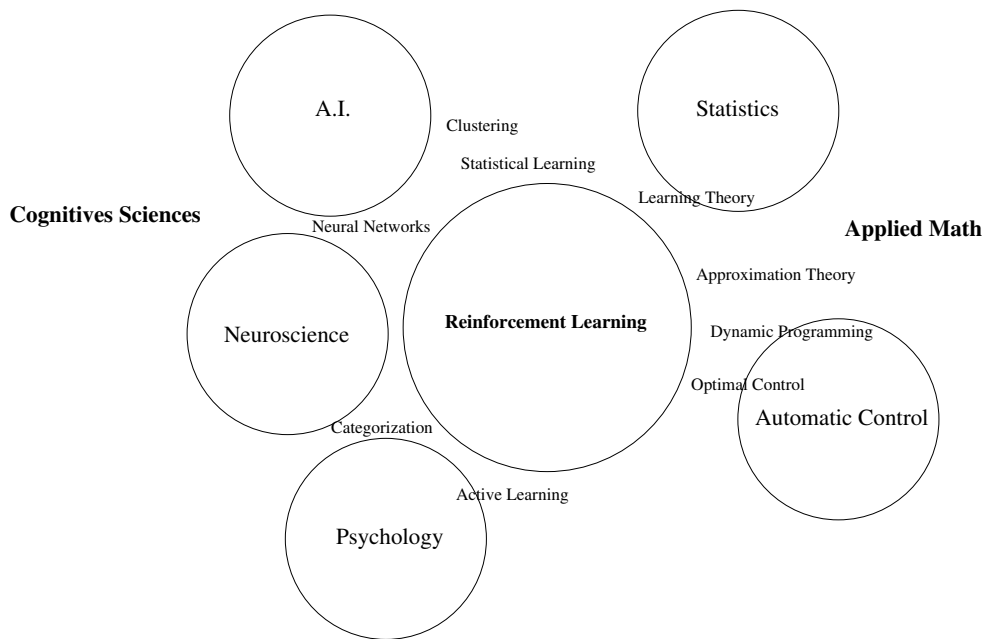 A.I.
Statistics
Clustering
Statistical Learning
Learning Theory
Cognitives Sciences
Neural Networks
Applied Math
Approximation Theory
Reinforcement Learning
Neuroscience
Dynamic Programming
Optimal Control
Automatic Control
Categorization
Active Learning
Psychology